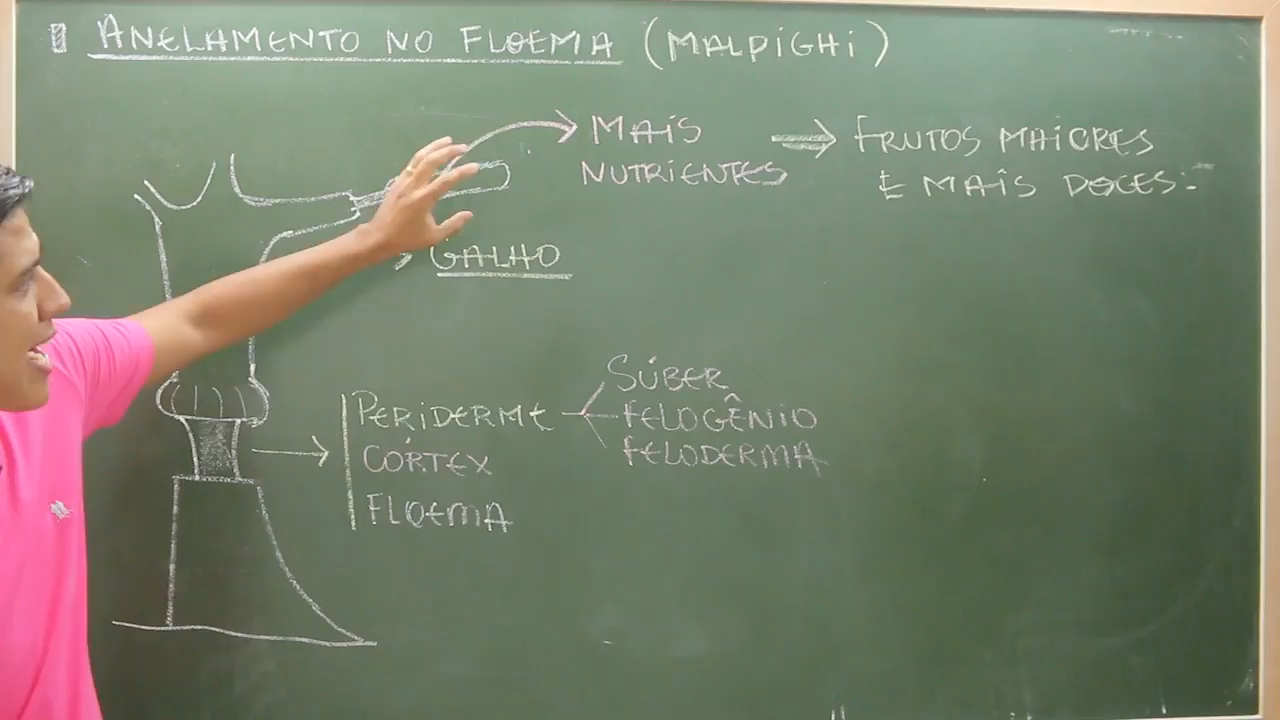 ANELAMENTO NO FLOEMA (MALPIGHI)
MAIS
NUTRIENTES
FRUTOS MAIORES
E MAIS DOCES:
GALHO
PERIDERME
CÓRTEX
FLOEMA
SÚBER
FELOGÊNIO
FELODERMA